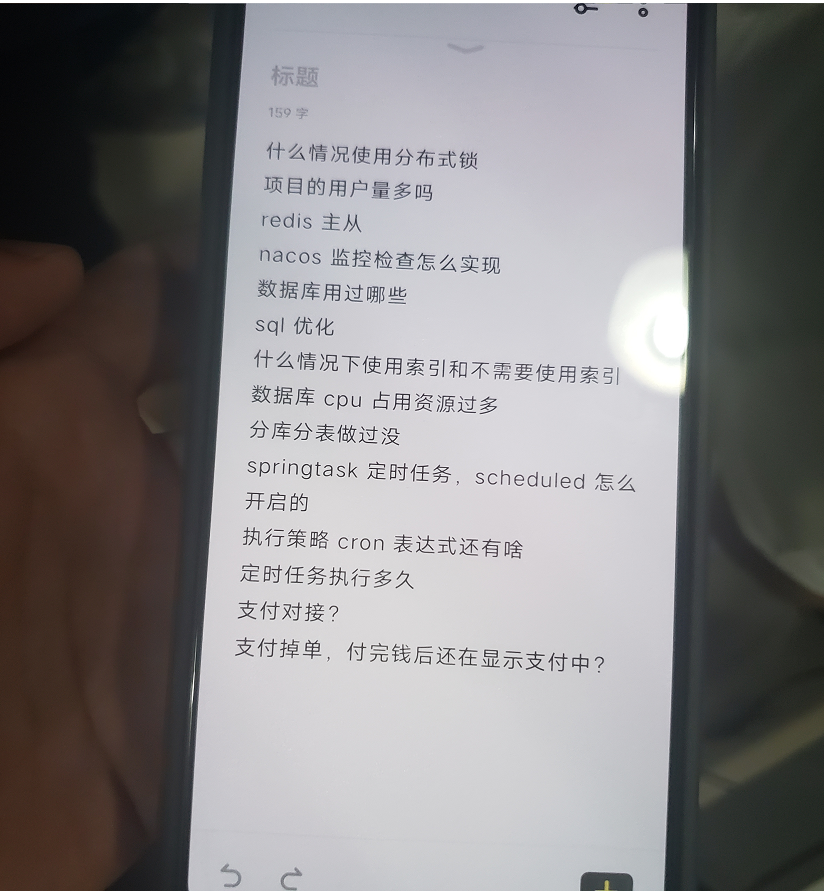 标题
159 字
什么情况使用分布式锁
项目的用户量多吗
redis 主从
nacos 监控检查怎么实现
数据库用过哪些
sql 优化
什么情况下使用索引和不需要使用索引
数据库 cpu 占用资源过多
分库分表做过没
springtask 定时任务，scheduled 怎么
开启的
执行策略 cron 表达式还有啥
定时任务执行多久
支付对接？
支付掉单，付完钱后还在显示支付中？